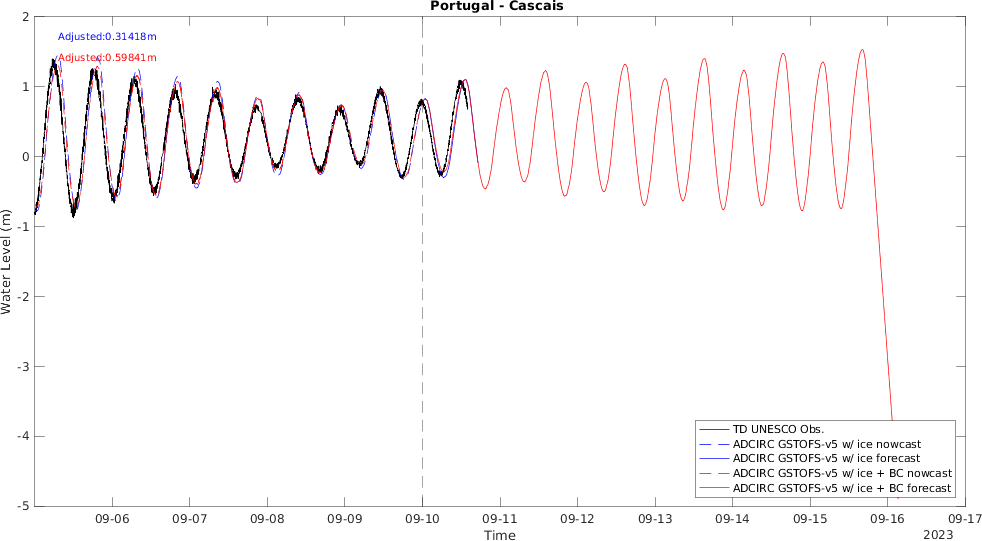 Portugal - Cascais
Adjusted:0.31418m
Adjusted:0.59841m
2
1
0
-1
-2
-3
-4
-5
Water Level (m)
TD UNESCO Obs.
ADCIRC GSTOFS-v5 w/ ice nowcast
ADCIRC GSTOFS-v5 w/ ice forecast
ADCIRC GSTOFS-v5 w/ ice + BC nowcast
ADCIRC GSTOFS-v5 w/ ice + BC forecast
09-06 09-07 09-08 09-09 09-10 09-11 09-12 09-13 09-14 09-15 09-16 09-17
Time
2023